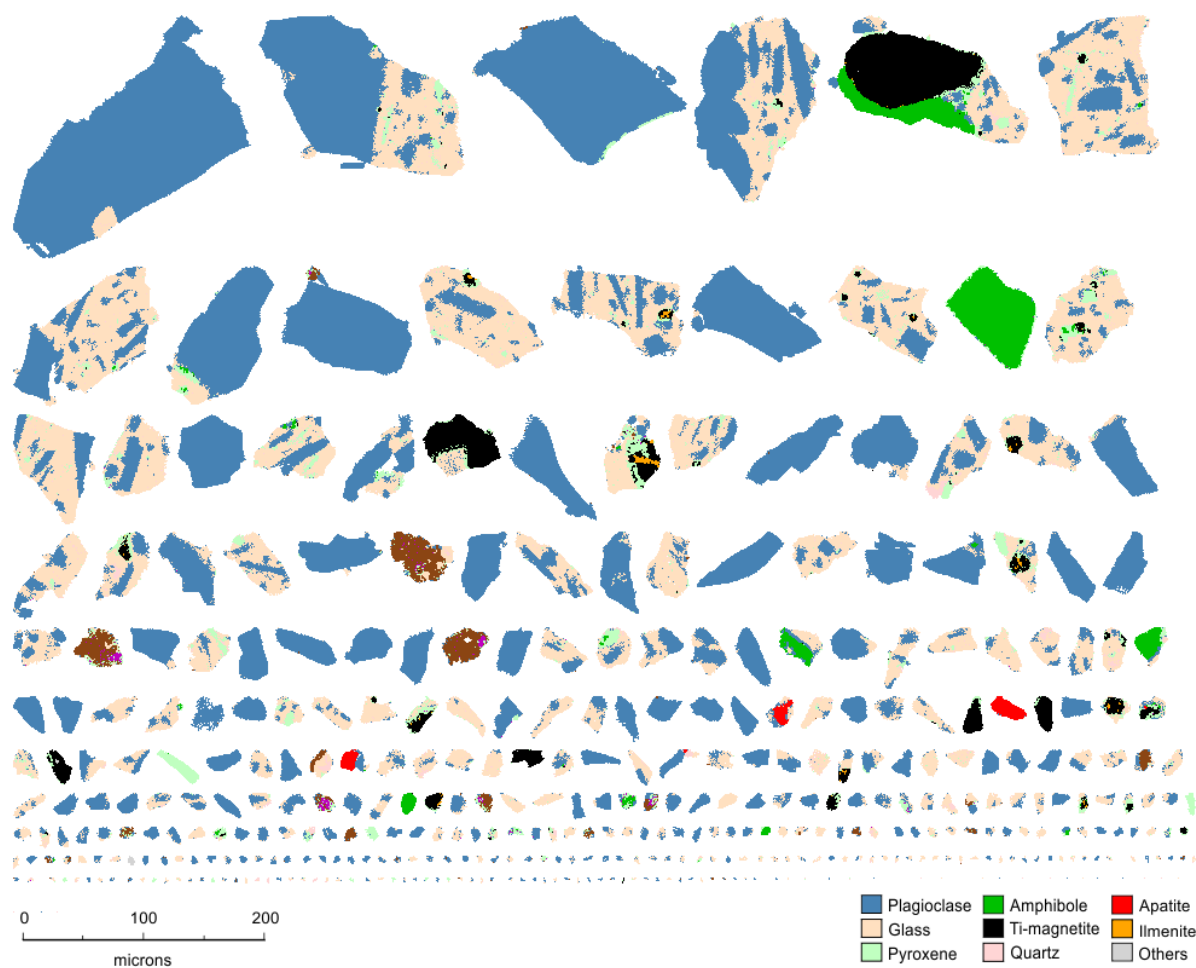 0 100 200
microns
Plagioclase Amphibole Apatite
Glass Ti-magnetite Ilmenite
Pyroxene Quartz Others